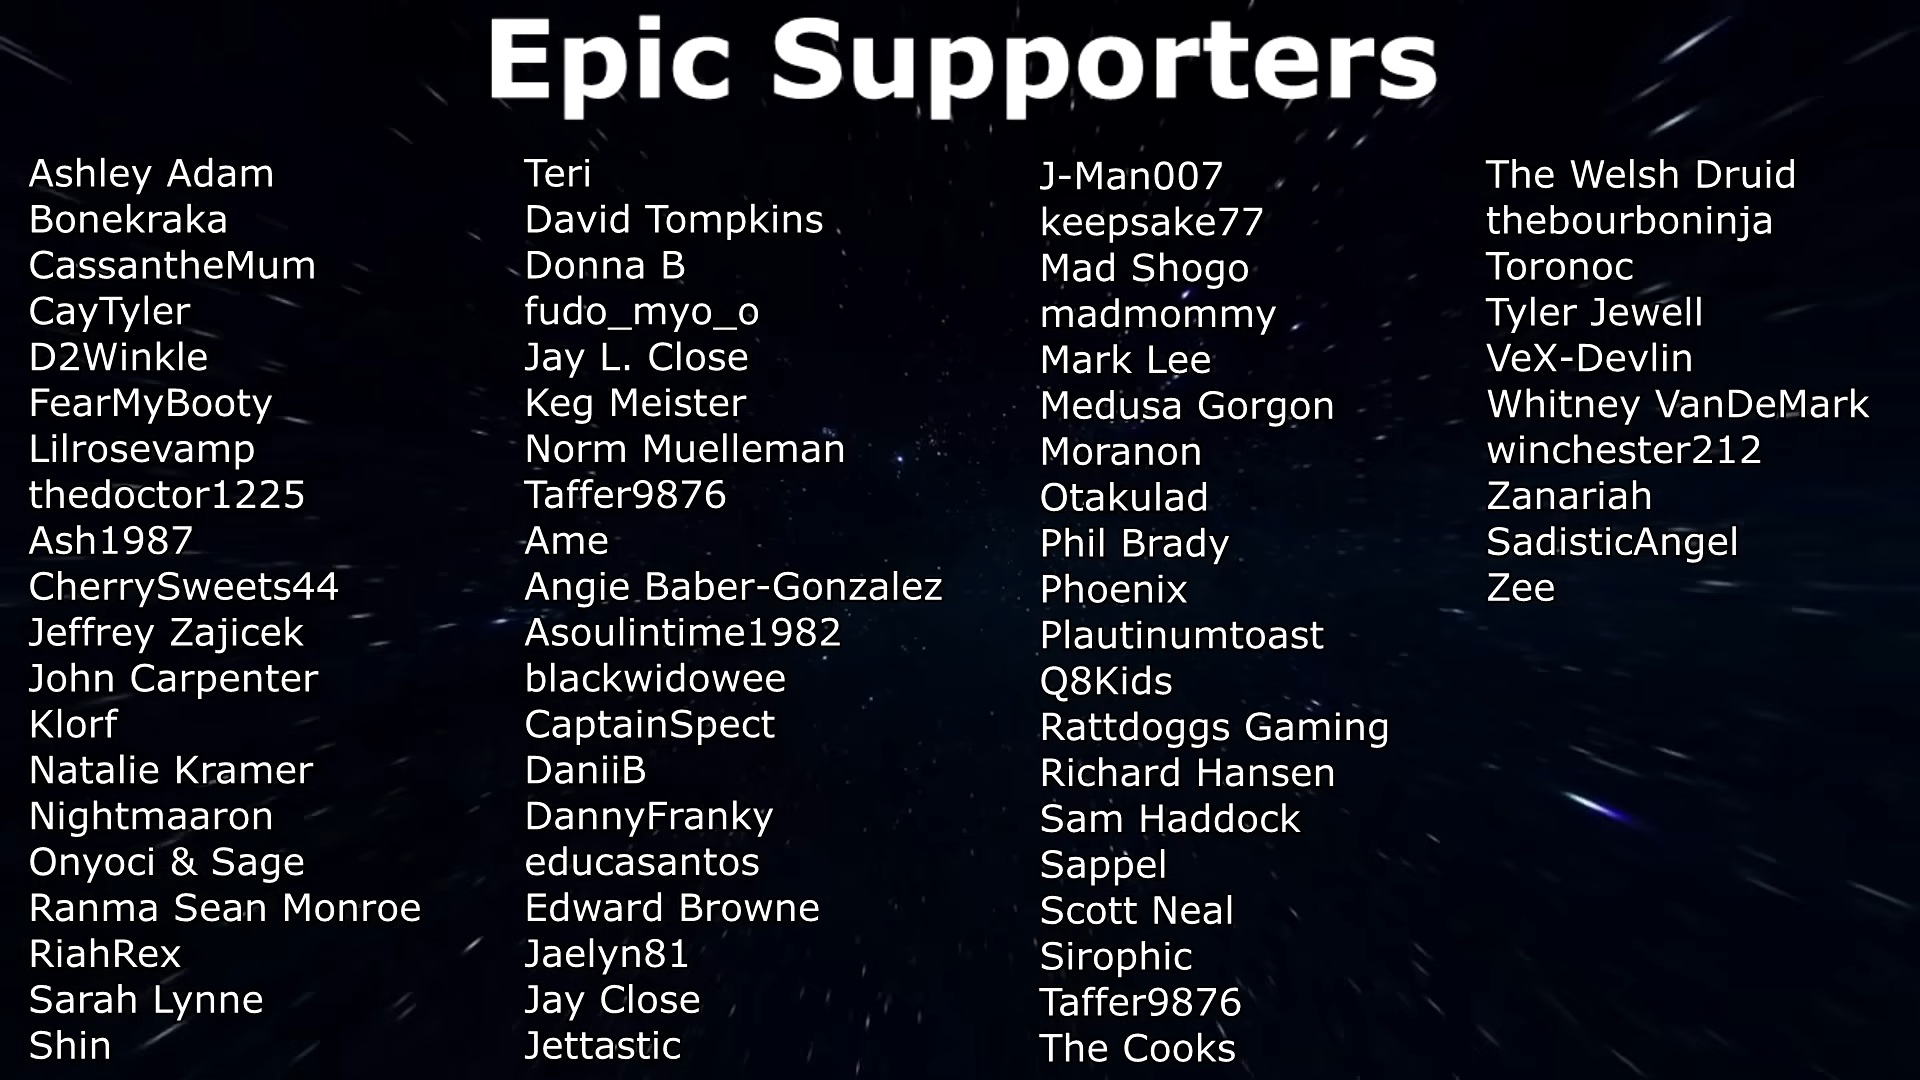 Epic Supporters
Ashley Adam
Bonekraka
CassantheMum
CayTyler
D2Winkle
FearMyBooty
Lilrosevamp
thedoctor1225
Ash1987
CherrySweets44
Jeffrey Zajicek
John Carpenter
Klorf
Natalie Kramer
Nightmaaron
Onyoci & Sage
Ranma Sean Monroe
RiahRex
Sarah Lynne
Shin
Teri
David Tompkins
Donna B
fudo_myo_o
Jay L. Close
Keg Meister
Norm Muelleman
Taffer9876
Ame
Angie Baber-Gonzalez
Asoulintime1982
blackwidowee
CaptainSpect
DaniiB
DannyFranky
educasantos
Edward Browne
Jaelyn81
Jay Close
Jettastic
J-Man007
keepsake77
Mad Shogo
madmommy
Mark Lee
Medusa Gorgon
Moranon
Otakulad
Phil Brady
Phoenix
Plautinumtoast
Q8Kids
Rattdoggs Gaming
Richard Hansen
Sam Haddock
Sappel
Scott Neal
Sirophic
Taffer9876
The Cooks
The Welsh Druid
thebourboninja
Toronoc
Tyler Jewell
VeX-Devlin
Whitney VanDeMark
winchester212
Zanariah
SadisticAngel
Zee